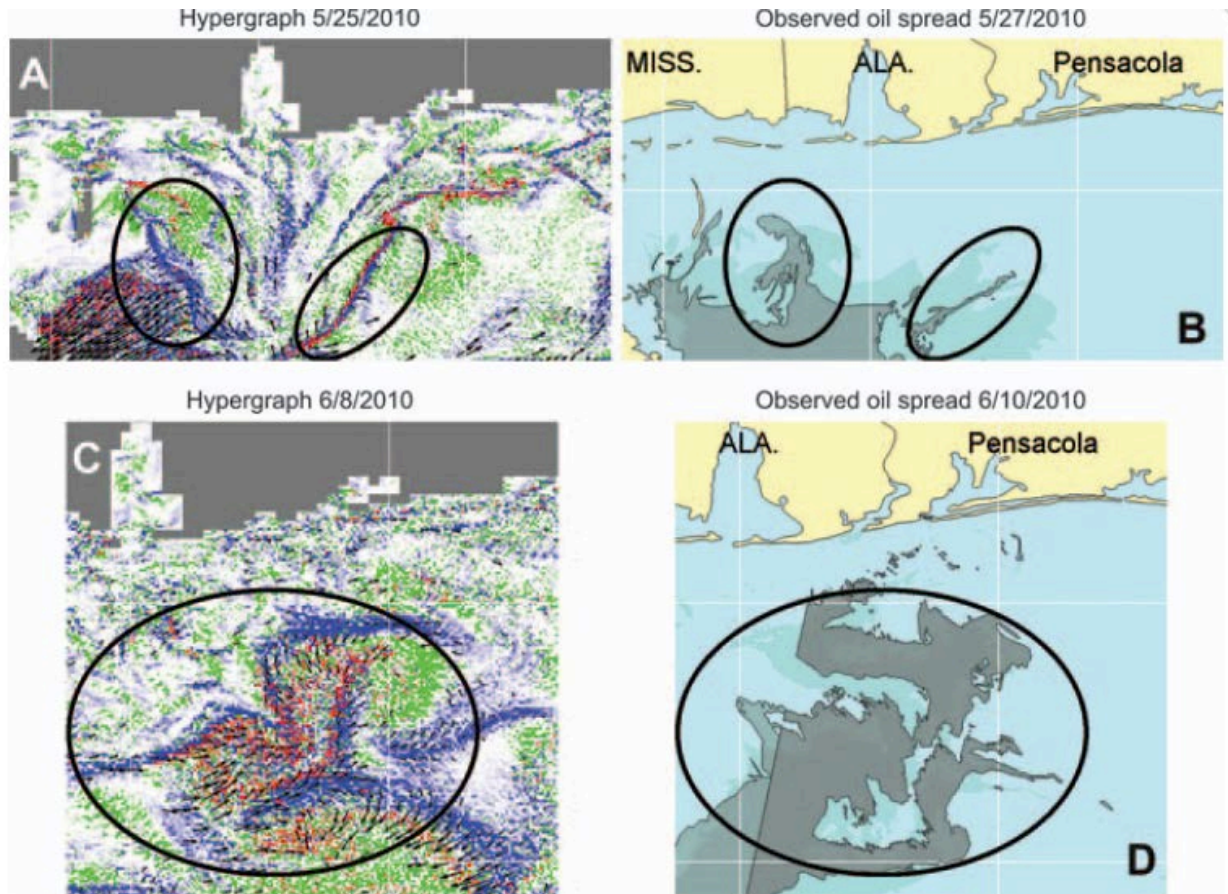 Hypergraph 5/25/2010
Observed oil spread 5/27/2010
A
MISS.
ALA.
Pensacola
B
Hypergraph 6/8/2010
Observed oil spread 6/10/2010
C
ALA.
Pensacola
D